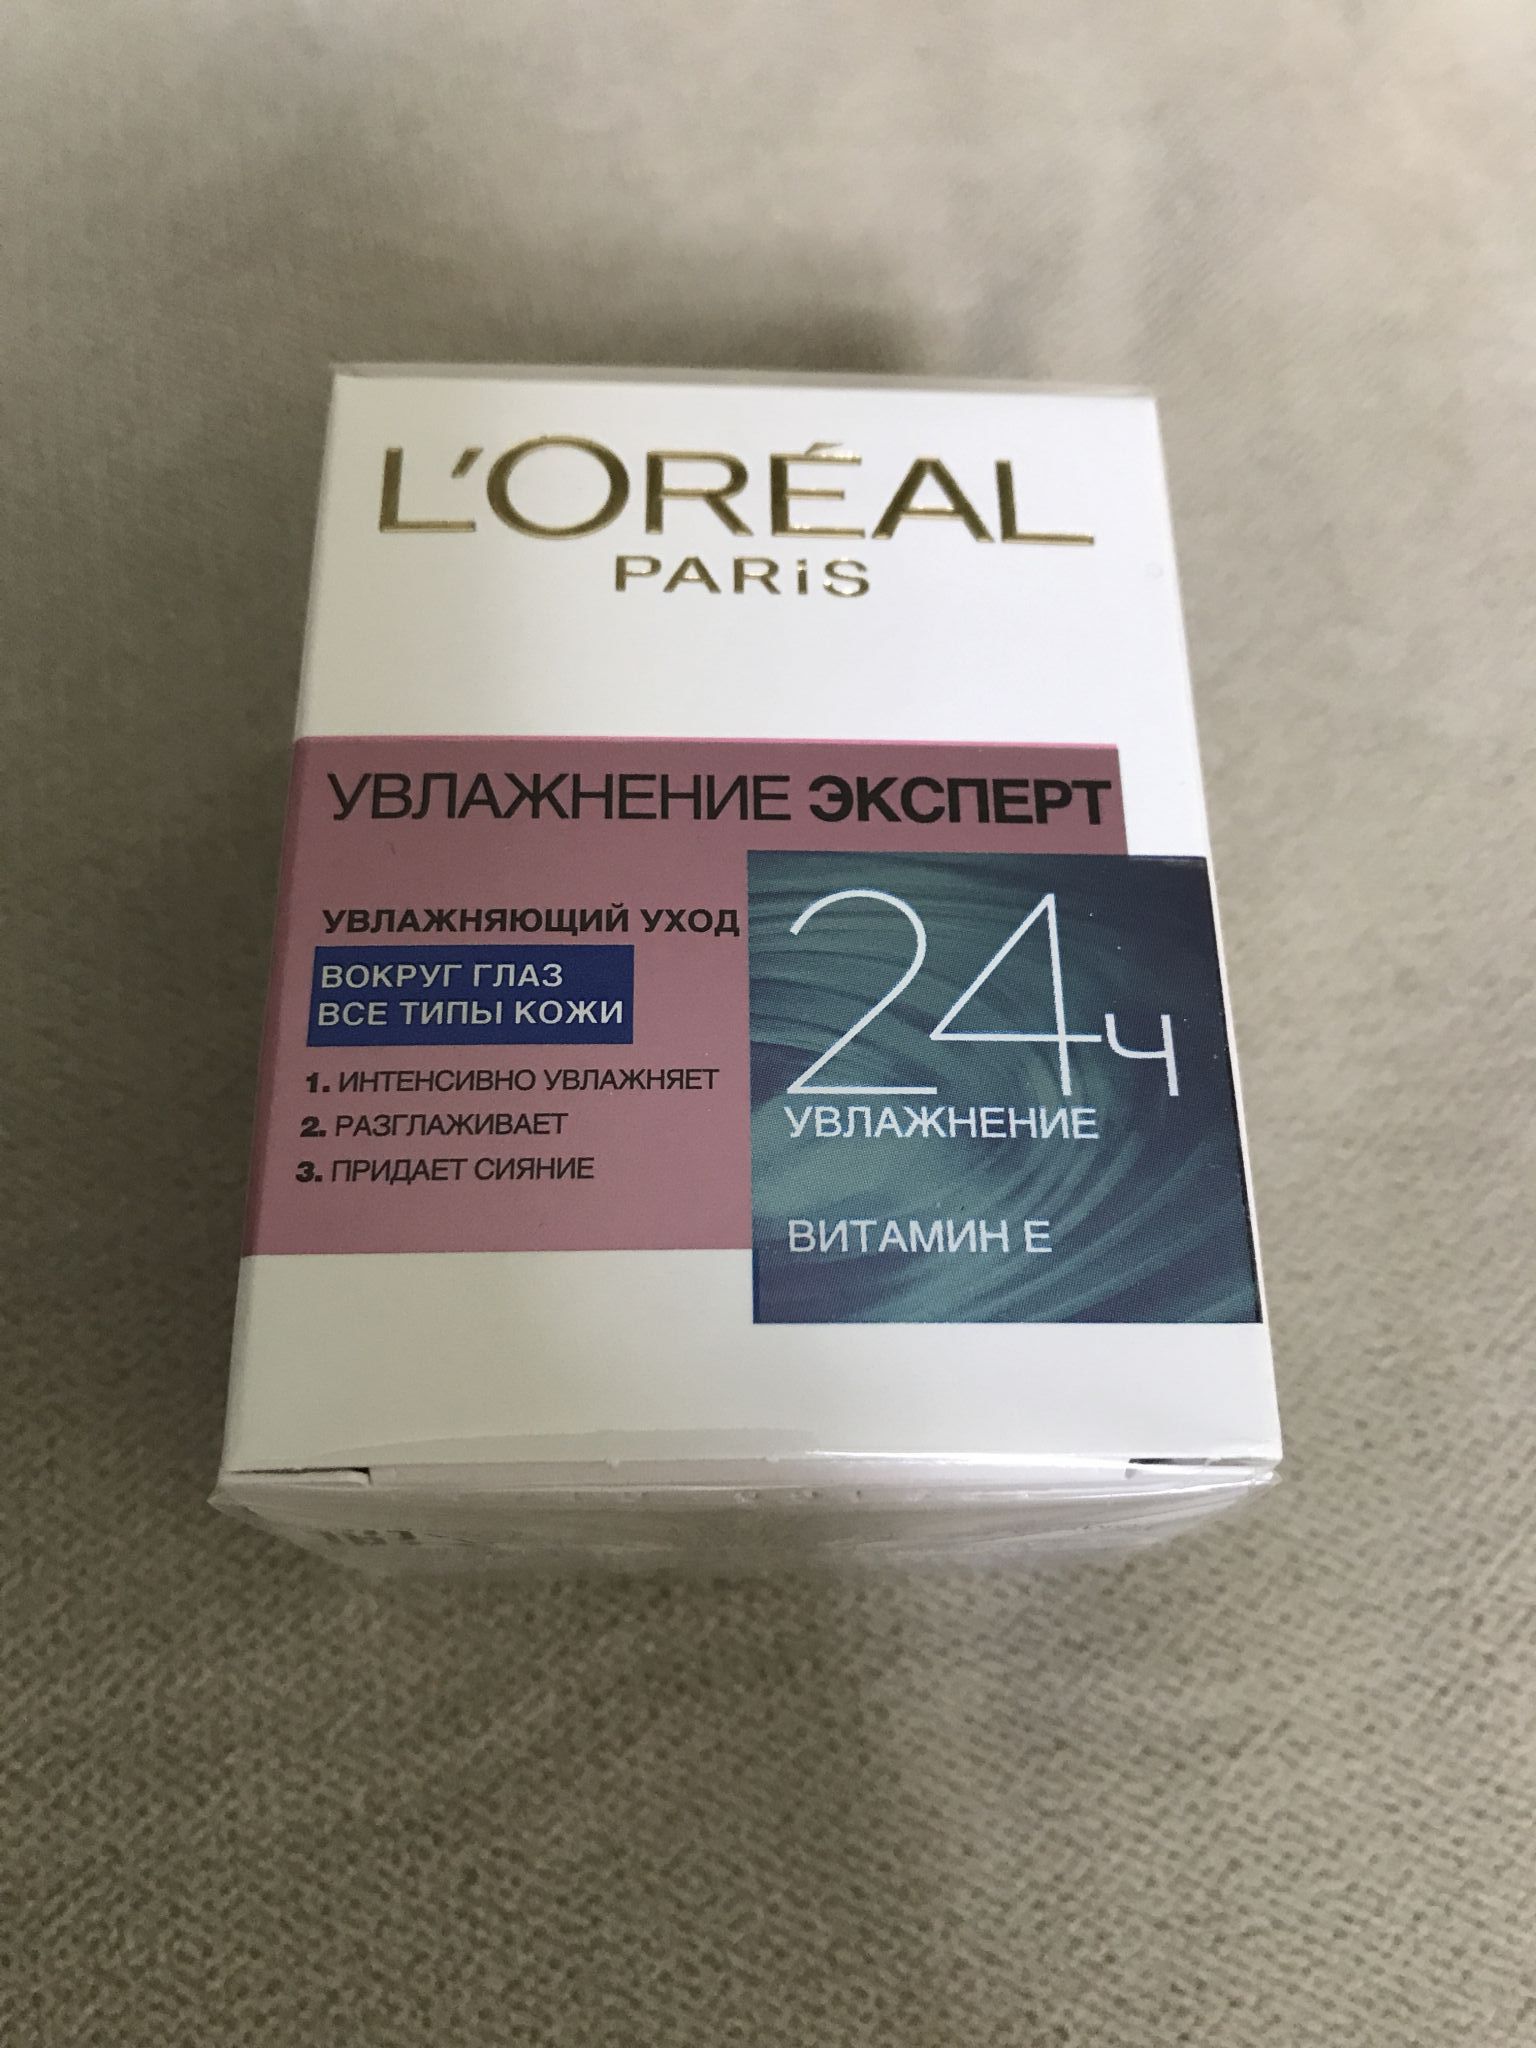 L'ORÉAL
PARiS
УВЛАЖНЕНИЕ ЭКСПЕРТ
УВЛАЖНЯЮЩИЙ УХОД
ВОКРУГ ГЛАЗ
ВСЕ ТИПЫ КОЖИ
1. ИНТЕНСИВНО УВЛАЖНЯЕТ
2. РАЗГЛАЖИВАЕТ
3. ПРИДАЕТ СИЯНИЕ
24ч
УВЛАЖНЕНИЕ
ВИТАМИН Е